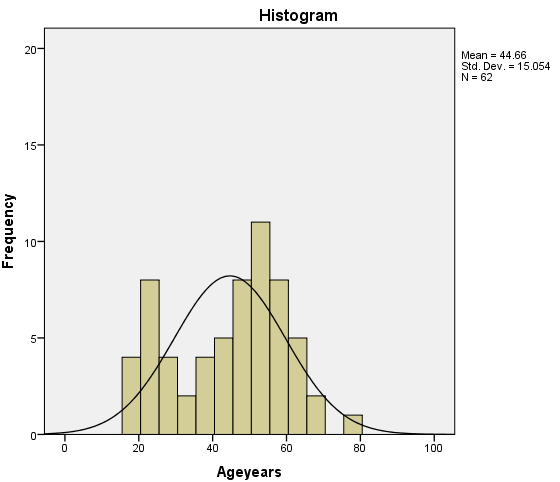 Histogram
Mean = 44.66
Std. Dev. = 15.054
N = 62
Frequency
20
15
10
5
0
0 20 40 60 80 100
Ageyears